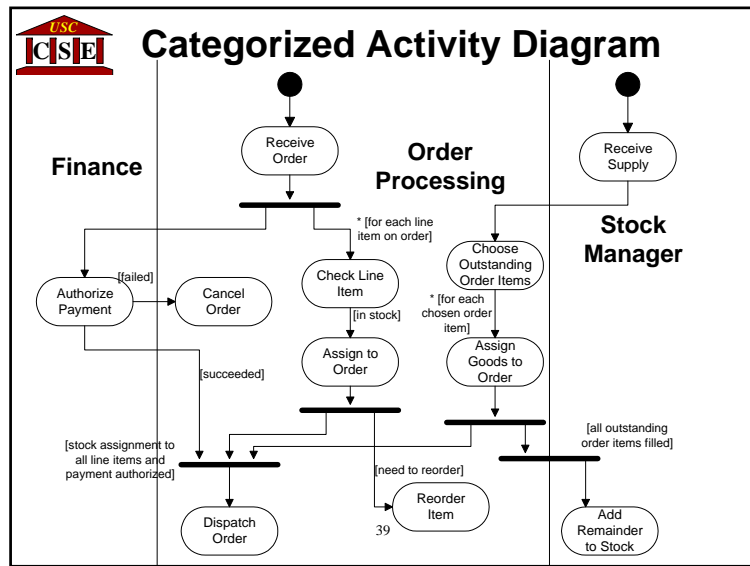 USC
C S E
Categorized Activity Diagram
Finance
Order
Processing
Stock
Manager
Receive
Order
Receive
Supply
* [for each line
item on order]
Choose
Outstanding
Order Items
[failed]
Authorize
Payment
Cancel
Order
Check Line
Item
* [for each
chosen order
item]
[in stock]
Assign to
Order
Assign
Goods to
Order
[succeeded]
[stock assignment to
all line items and
payment authorized]
[all outstanding
order items filled]
[need to reorder]
Dispatch
Order
Reorder
Item
39
Add
Remainder
to Stock